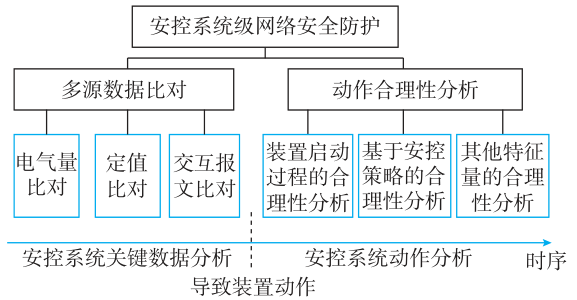 安控系统级网络安全防护
多源数据比对
动作合理性分析
电气量
比对
定值
比对
交互报
文比对
装置启动
过程的合
理性分析
基于安控
策略的合
理性分析
其他特征
量的合理
性分析
安控系统关键数据分析
安控系统动作分析
时序
导致装置动作